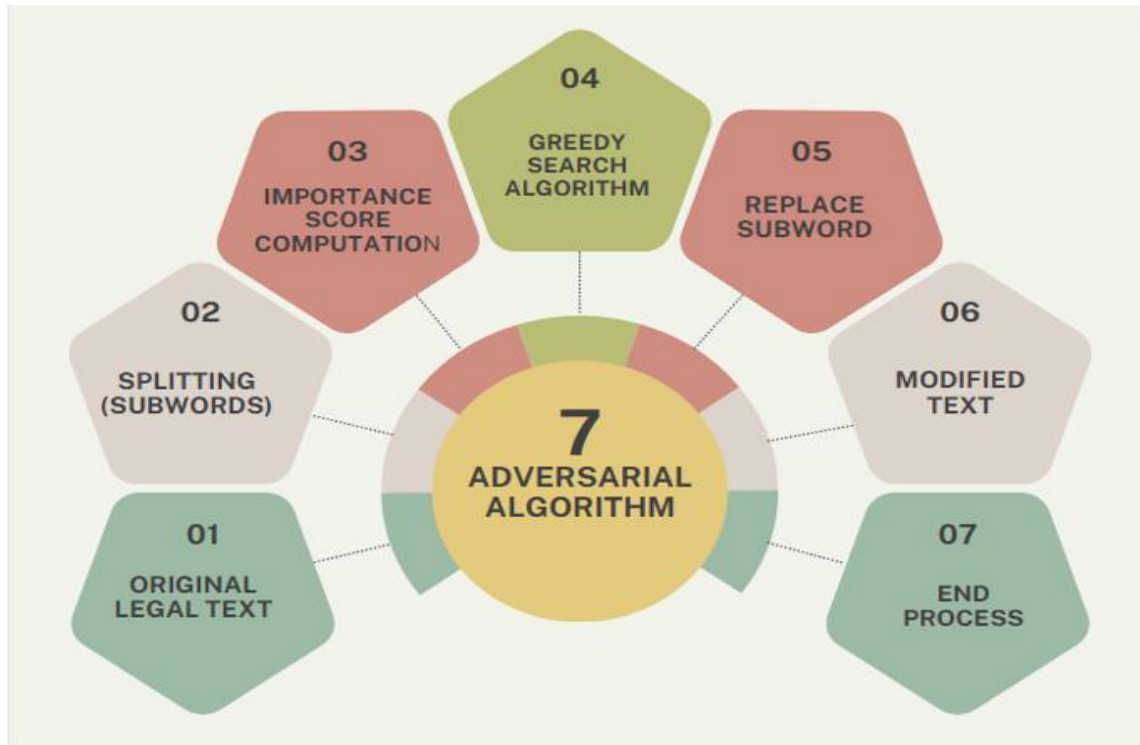 01
ORIGINAL
LEGAL TEXT
02
SPLITTING
(SUBWORDS)
03
IMPORTANCE
SCORE
COMPUTATION
04
GREEDY
SEARCH
ALGORITHM
05
REPLACE
SUBWORD
06
MODIFIED
TEXT
07
END
PROCESS
7
ADVERSARIAL
ALGORITHM